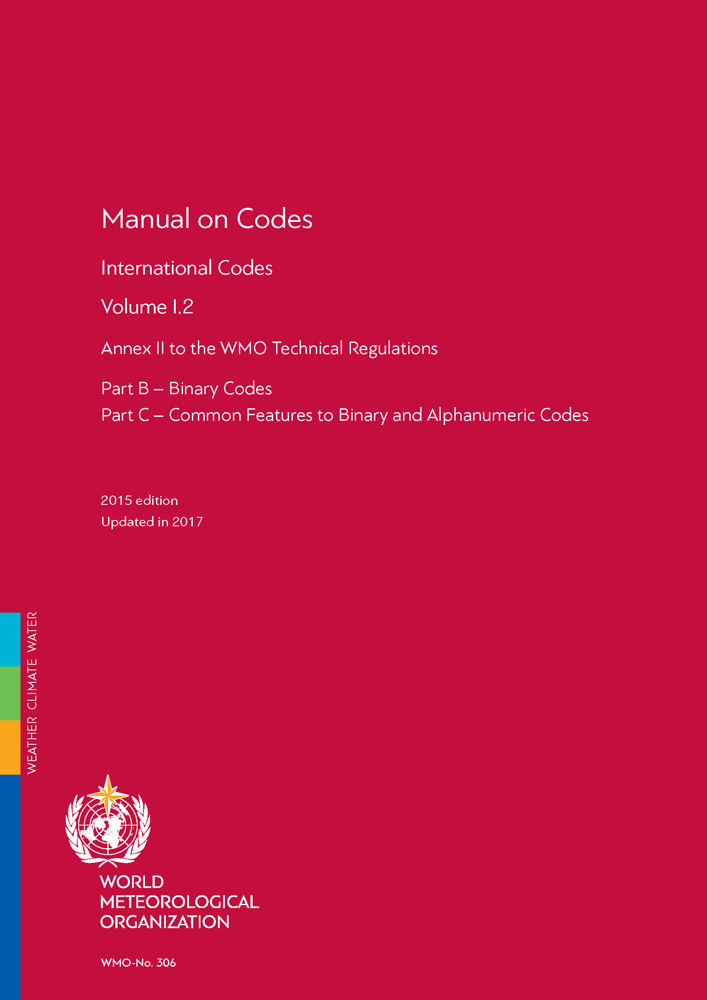 Manual on Codes
International Codes
Volume I.2
Annex II to the WMO Technical Regulations
Part B – Binary Codes
Part C – Common Features to Binary and Alphanumeric Codes
2015 edition
Updated in 2017
WEATHER CLIMATE WATER
WORLD
METEOROLOGICAL
ORGANIZATION
WMO-No. 306